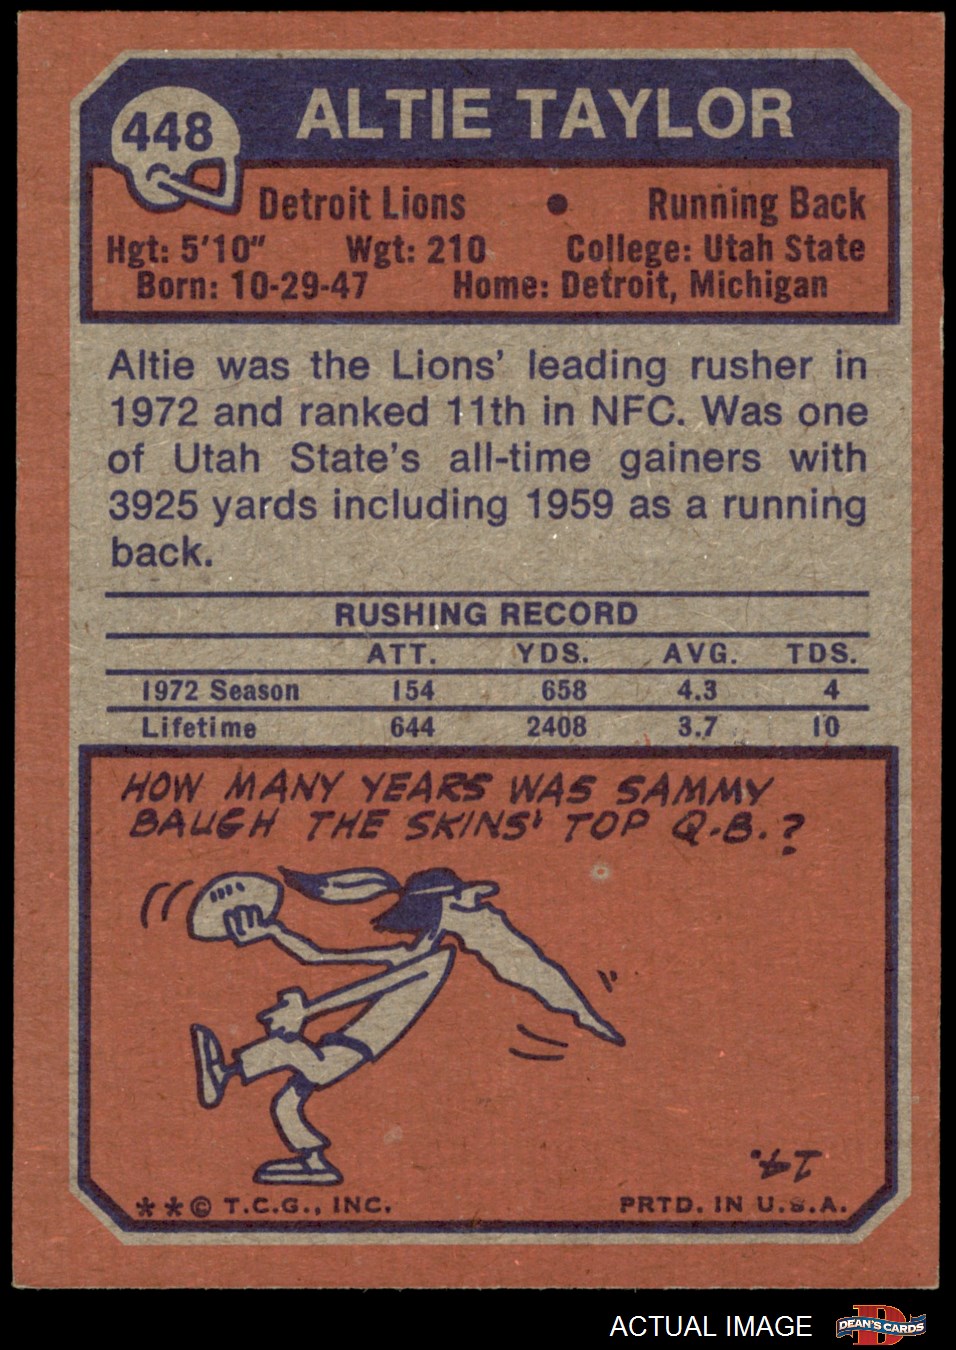 448
ALTIE TAYLOR
Detroit Lions • Running Back
Hgt: 5'10" Wgt: 210 College: Utah State
Born: 10-29-47 Home: Detroit, Michigan
Altie was the Lions' leading rusher in
1972 and ranked 11th in NFC. Was one
of Utah State's all-time gainers with
3925 yards including 1959 as a running
back.
RUSHING RECORD
ATT. YDS. AVG. TDS.
1972 Season 154 658 4.3 4
Lifetime 644 2408 3.7 10
HOW MANY YEARS WAS SAMMY
BAUGH THE SKINS' TOP Q.B.?
14.
** © T.C.G., INC. PRTD. IN U.S.A.
ACTUAL IMAGE
D
DEAN'S CARDS